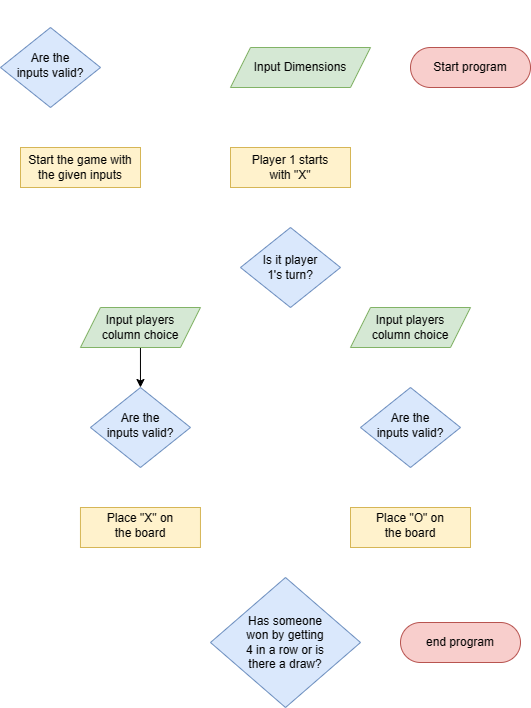 Are the
inputs valid?
Input Dimensions
Start program
Start the game with
the given inputs
Player 1 starts
with "X"
Is it player
1's turn?
Input players
column choice
Input players
column choice
Are the
inputs valid?
Are the
inputs valid?
Place "X" on
the board
Place "O" on
the board
Has someone
won by getting
4 in a row or is
there a draw?
end program